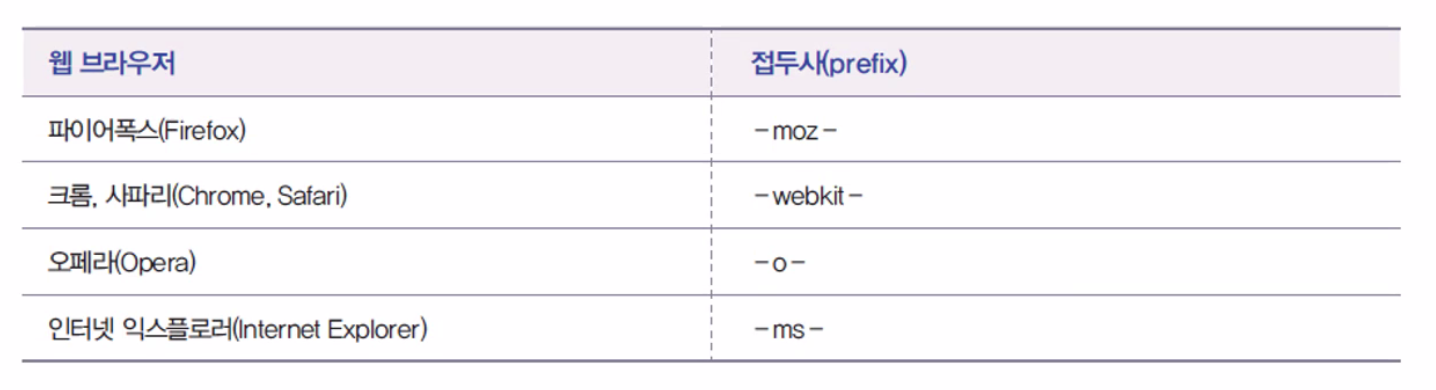 웹 브라우저 접두사(prefix)
파이어폭스(Firefox) -moz-
크롬, 사파리(Chrome, Safari) -webkit-
오페라(Opera) -o-
인터넷 익스플로러(Internet Explorer) -ms-